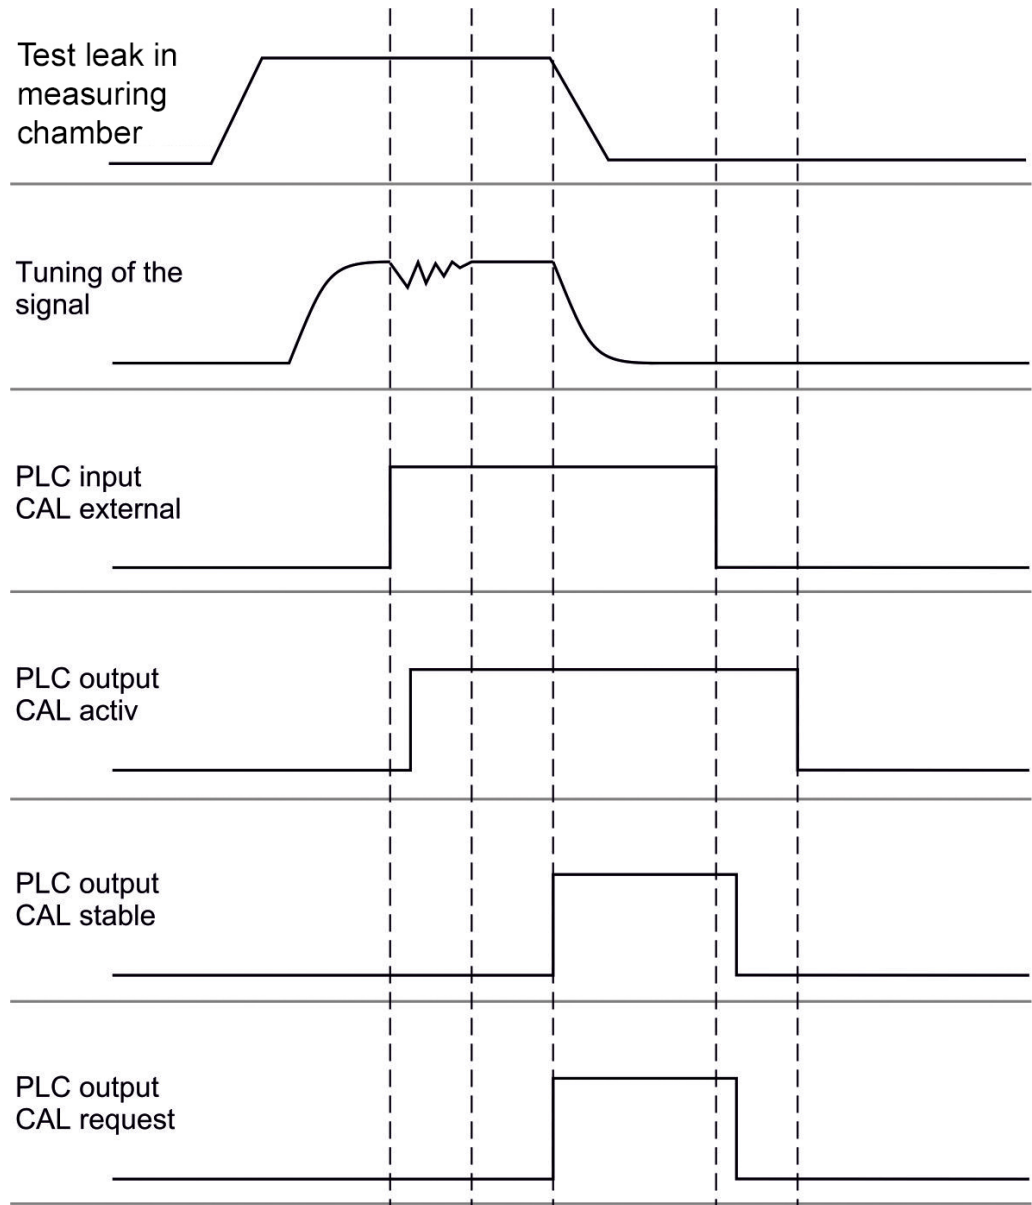 Test leak in
measuring
chamber
Tuning of the
signal
PLC input
CAL external
PLC output
CAL activ
PLC output
CAL stable
PLC output
CAL request